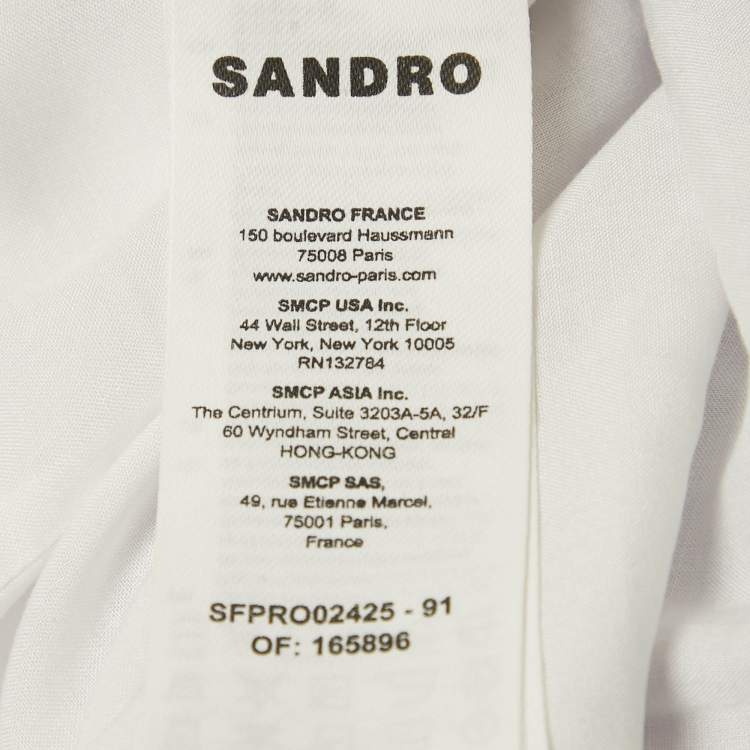 SANDRO
SANDRO FRANCE
150 boulevard Haussmann
75008 Paris
www.sandro-paris.com
SMCP USA Inc.
44 Wall Street, 12th Floor
New York, New York 10005
RN132784
SMCP ASIA Inc.
The Centrium, Suite 3203A-5A, 32/F
60 Wyndham Street, Central
HONG-KONG
SMCP SAS,
49, rue Etienne Marcel,
75001 Paris,
France
SFPRO02425 - 91
OF: 165896